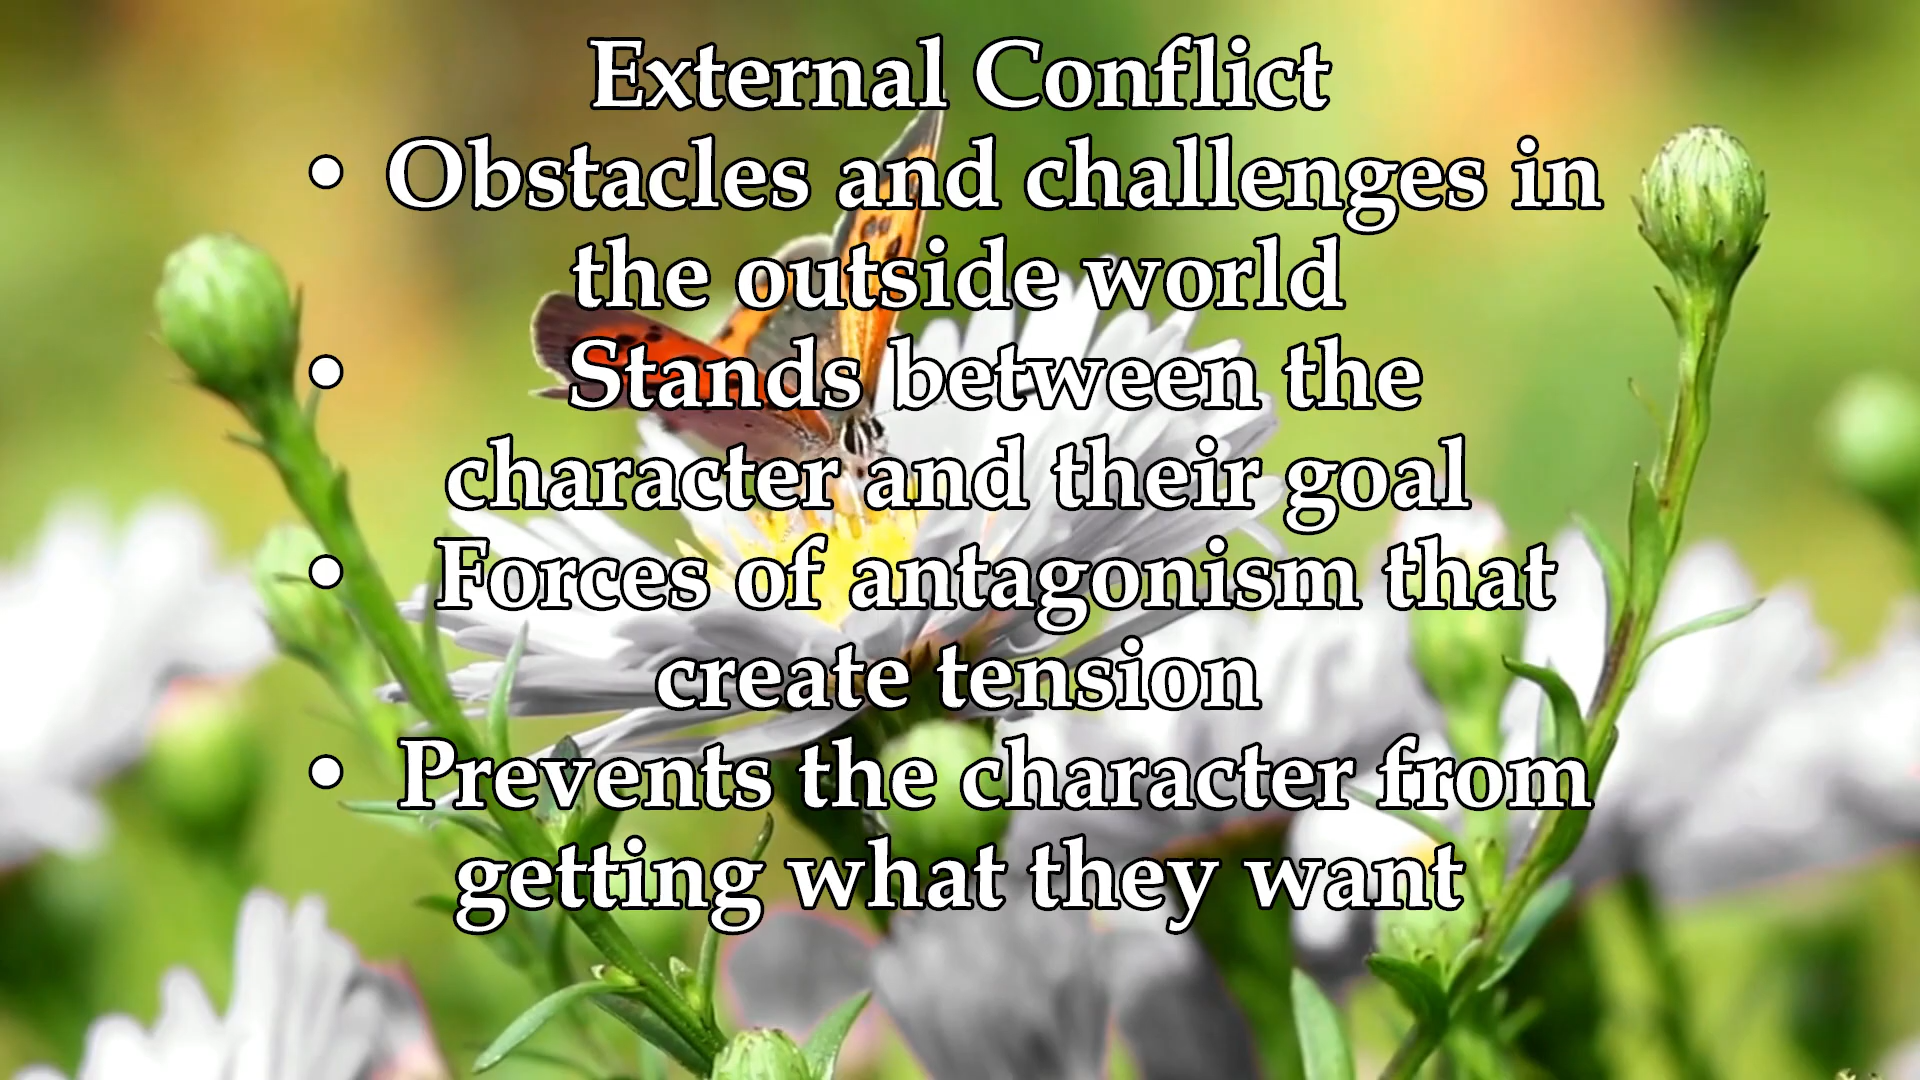 External Conflict
• Obstacles and challenges in
the outside world
• Stands between the
character and their goal
• Forces of antagonism that
create tension
• Prevents the character from
getting what they want